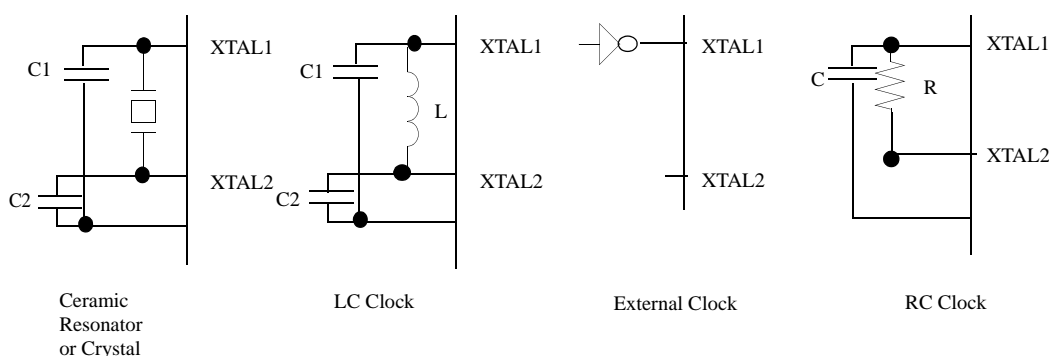 XTAL1
C1
C2
XTAL2
Ceramic
Resonator
or Crystal
XTAL1
C1
L
C2
XTAL2
LC Clock
XTAL1
XTAL2
External Clock
XTAL1
C
R
XTAL2
RC Clock